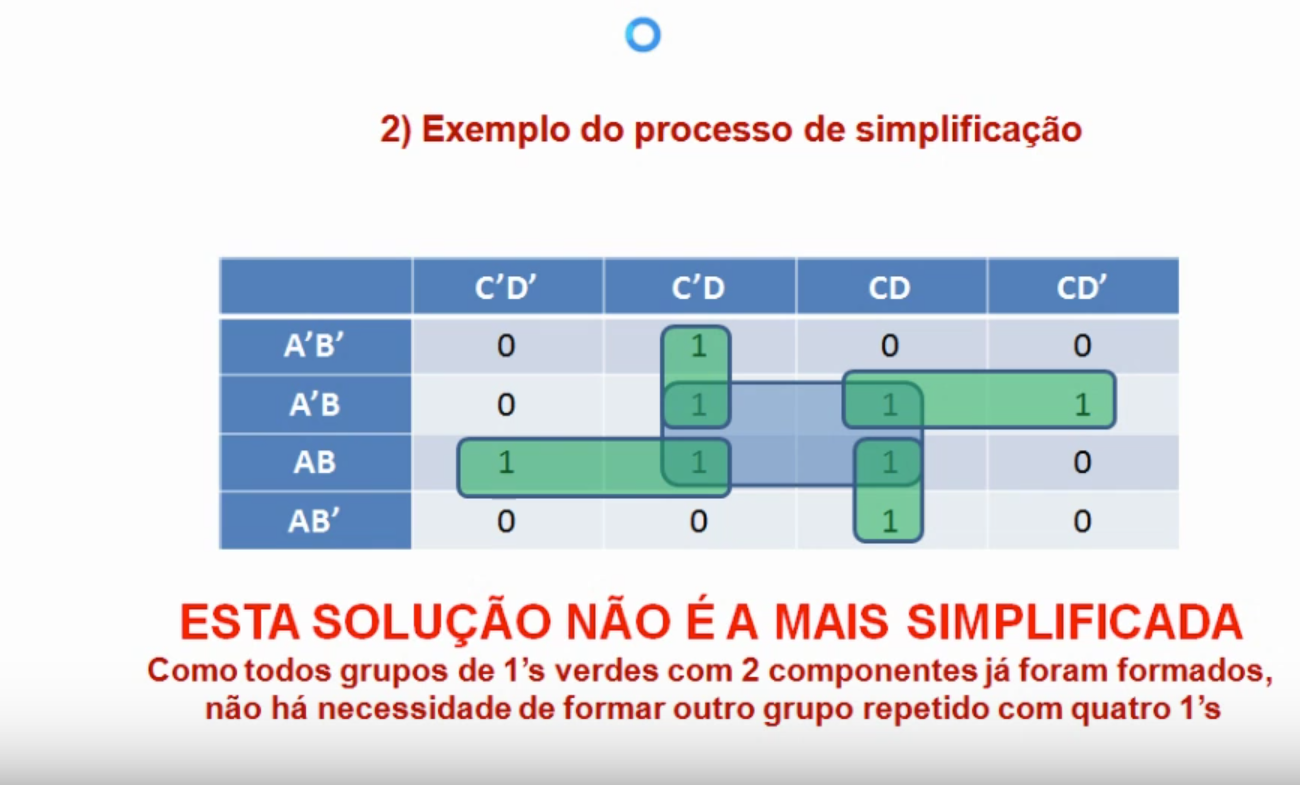 2) Exemplo do processo de simplificação
C’D’ C’D CD CD’
A’B’ 0 1 0 0
A’B 0 1 1 1
AB 1 1 1 0
AB’ 0 0 1 0
ESTA SOLUÇÃO NÃO É A MAIS SIMPLIFICADA
Como todos grupos de 1’s verdes com 2 componentes já foram formados,
não há necessidade de formar outro grupo repetido com quatro 1’s